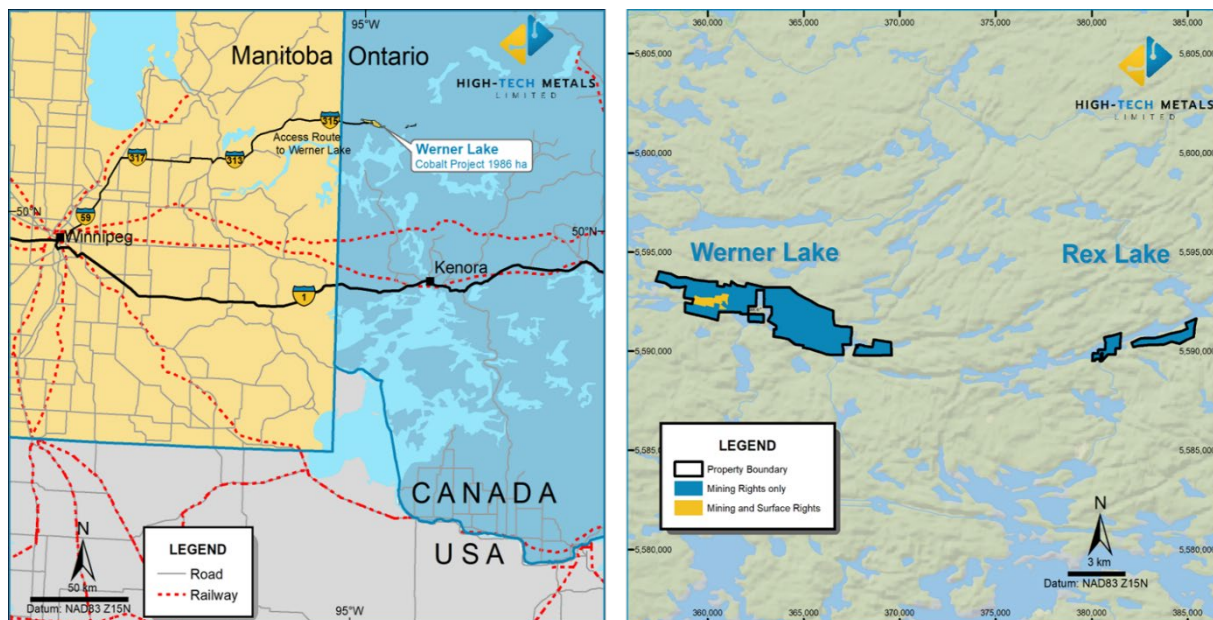 95°W
Manitoba Ontario
HIGH-TECH METALS
LIMITED
315
Access Route
to Werner Lake
317
313
Werner Lake
Cobalt Project 1986 ha
50°N
59
Winnipeg
50°N
Kenora
1
CANADA
USA
N
50 km
Datum: NAD83 Z15N
LEGEND
Road
Railway
95°W
360,000 365,000 370,000 375,000 380,000 385,000
5,605,000 5,605,000
HIGH-TECH METALS
LIMITED
5,600,000 5,600,000
5,595,000 5,595,000
Werner Lake Rex Lake
5,590,000 5,590,000
5,585,000 5,585,000
LEGEND
Property Boundary
Mining Rights only
Mining and Surface Rights
5,580,000 5,580,000
N
3 km
Datum: NAD83 Z15N
360,000 365,000 370,000 375,000 380,000 385,000